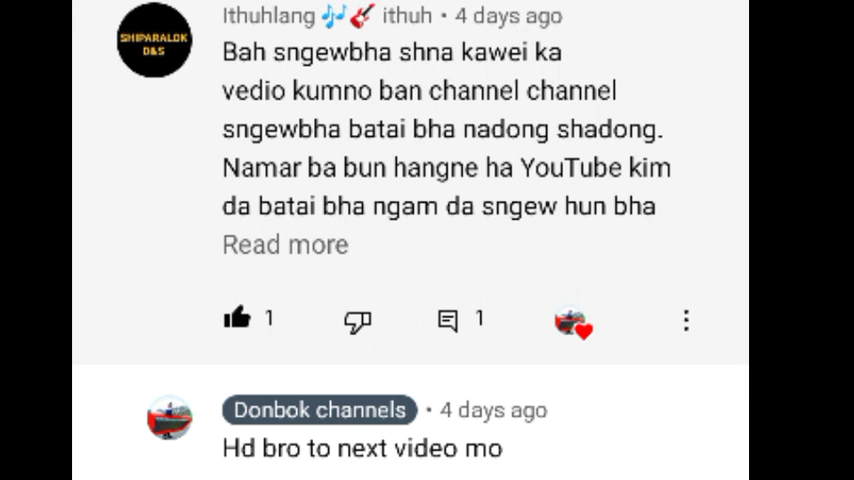 SHIPARALOK
D&S
Ithuhlang 🎶🎸 ithuh • 4 days ago
Bah sngewbha shna kawei ka
vedio kumno ban channel channel
sngewbha batai bha nadong shadong.
Namar ba bun hangne ha YouTube kim
da batai bha ngam da sngew hun bha
Read more
1 1
Donbok channels • 4 days ago
Hd bro to next video mo